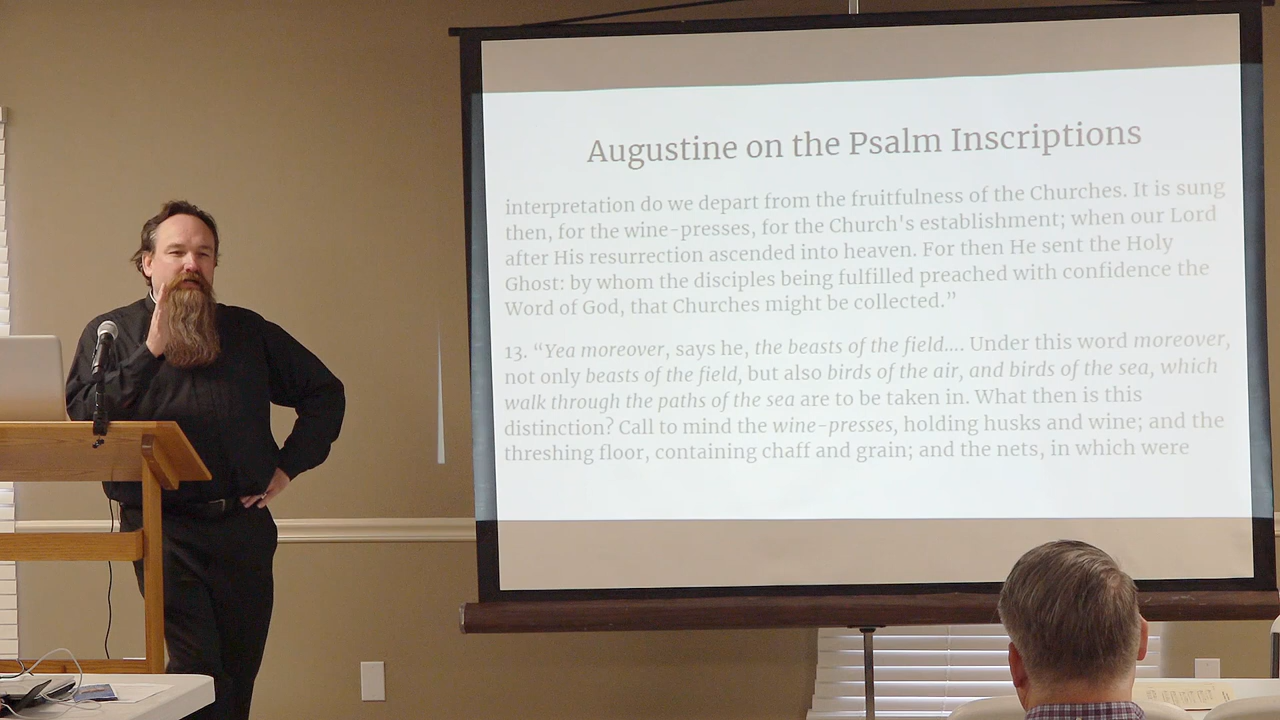 Augustine on the Psalm Inscriptions
interpretation do we depart from the fruitfulness of the Churches. It is sung
then, for the wine-presses, for the Church's establishment; when our Lord
after His resurrection ascended into heaven. For then He sent the Holy
Ghost: by whom the disciples being fulfilled preached with confidence the
Word of God, that Churches might be collected.”
13. “Yea moreover, says he, the beasts of the field.... Under this word moreover,
not only beasts of the field, but also birds of the air, and birds of the sea, which
walk through the paths of the sea are to be taken in. What then is this
distinction? Call to mind the wine-presses, holding husks and wine; and the
threshing floor, containing chaff and grain; and the nets, in which were